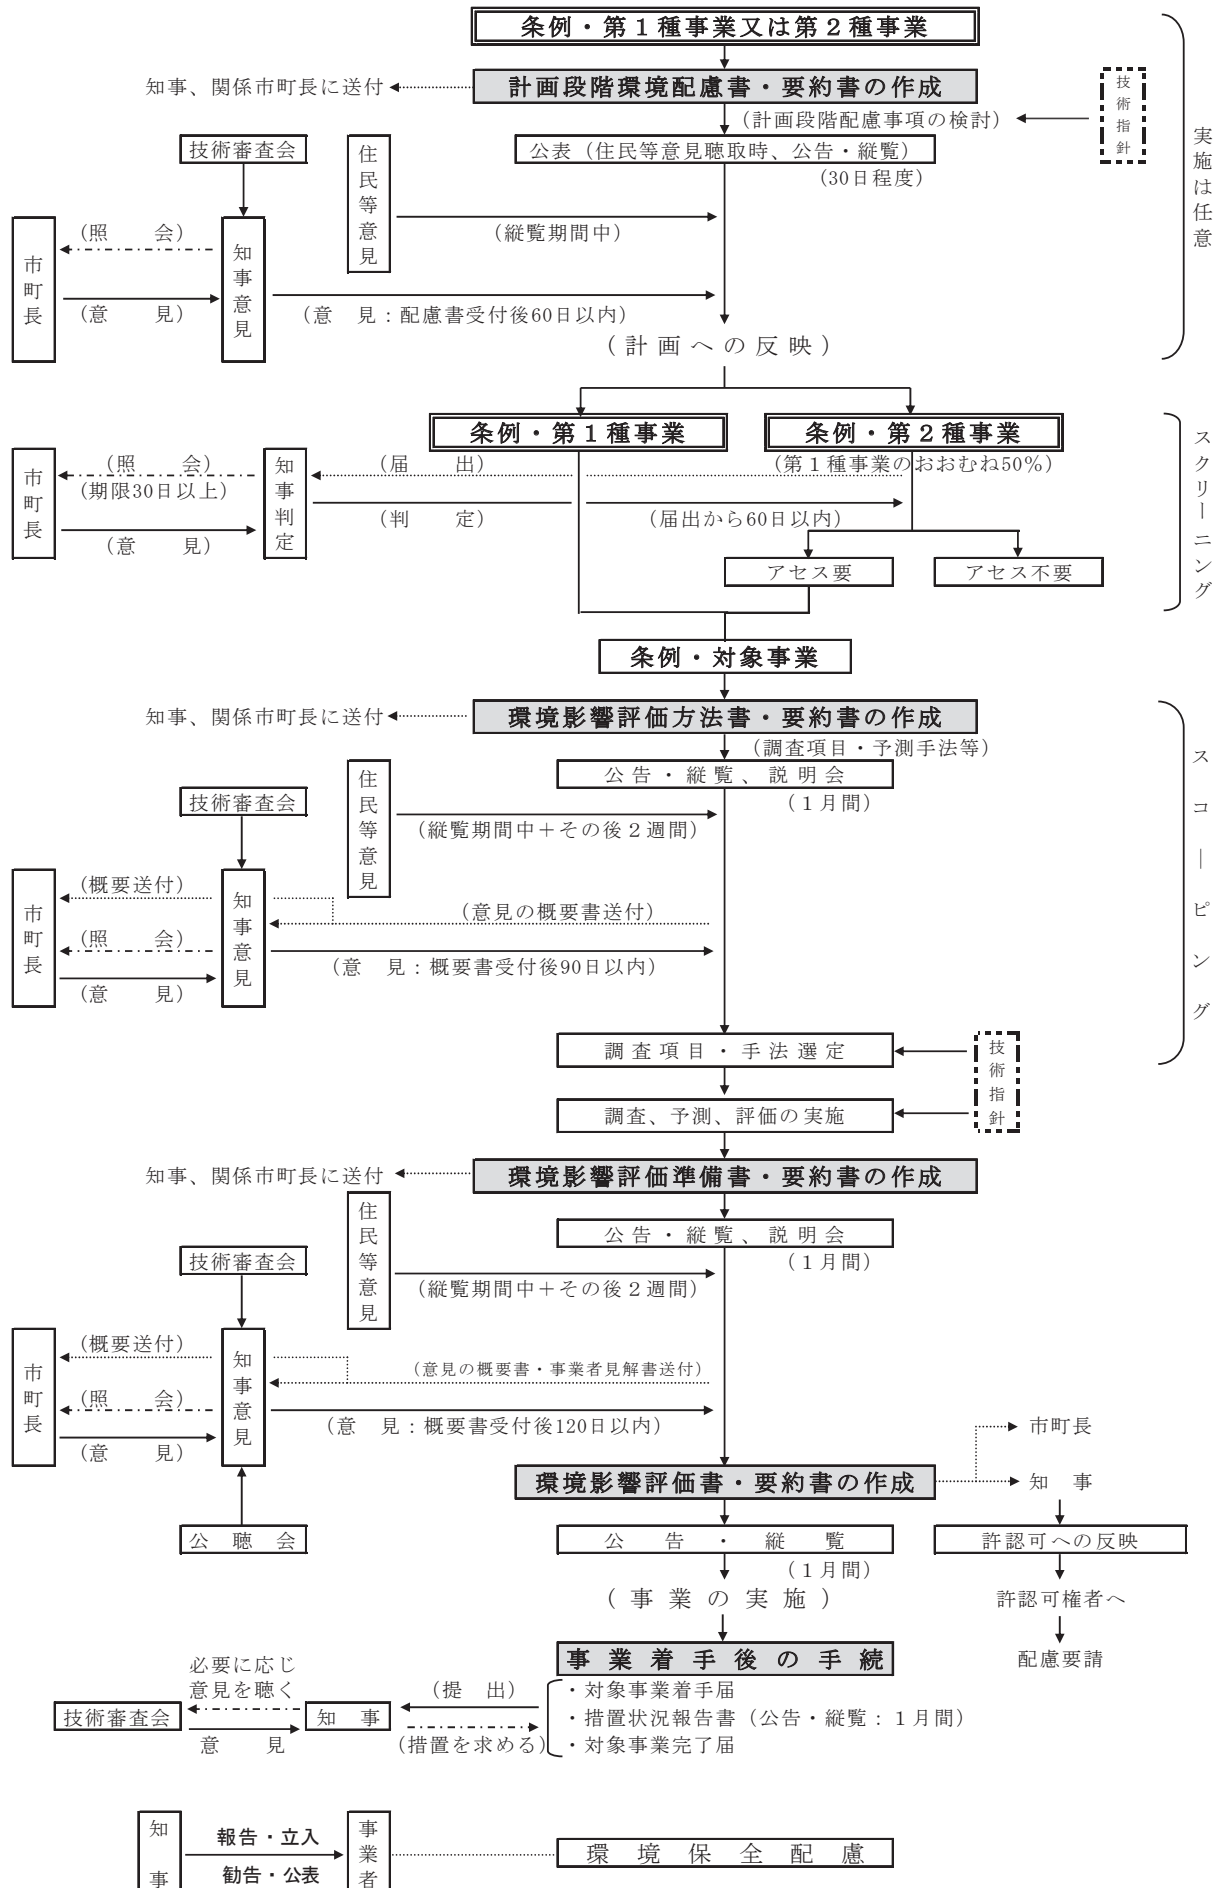 条例・第１種事業又は第２種事業
計画段階環境配慮書・要約書の作成
知事、関係市町長に送付
(計画段階配慮事項の検討)
技術指針
実施は任意
技術審査会
住民等意見
公表（住民等意見聴取時、公告・縦覧）
(30日程度)
(縦覧期間中)
市町長
(照　　会)
(意　　見)
知事意見
(意　見：配慮書受付後60日以内)
(計画への反映)
条例・第１種事業
条例・第２種事業
(第１種事業のおおむね50％)
スクリーニング
市町長
(照　　会)
(期限30日以上)
(意　　見)
知事判定
(届　　出)
(判　　定)
(届出から60日以内)
アセス要
アセス不要
条例・対象事業
環境影響評価方法書・要約書の作成
知事、関係市町長に送付
(調査項目・予測手法等)
公告・縦覧、説明会
(１月間)
スコーピング
住民等意見
技術審査会
(縦覧期間中＋その後２週間)
市町長
(概要送付)
(照　　会)
(意　　見)
知事意見
(意見の概要書送付)
(意　見：概要書受付後90日以内)
調査項目・手法選定
技術指針
調査、予測、評価の実施
環境影響評価準備書・要約書の作成
知事、関係市町長に送付
公告・縦覧、説明会
(１月間)
住民等意見
技術審査会
(縦覧期間中＋その後２週間)
市町長
(概要送付)
(照　　会)
(意　　見)
知事意見
(意見の概要書・事業者見解書送付)
(意　見：概要書受付後120日以内)
公聴会
環境影響評価書・要約書の作成
市町長
知　事
公　告　・　縦　覧
(１月間)
許認可への反映
(事業の実施)
許認可権者へ
配慮要請
事業着手後の手続
・対象事業着手届
・措置状況報告書（公告・縦覧：１月間）
・対象事業完了届
(提　出)
(措置を求める)
必要に応じ
意見を聴く
技術審査会
知　事
意　　見
知事
報告・立入
勧告・公表
事業者
環境保全配慮